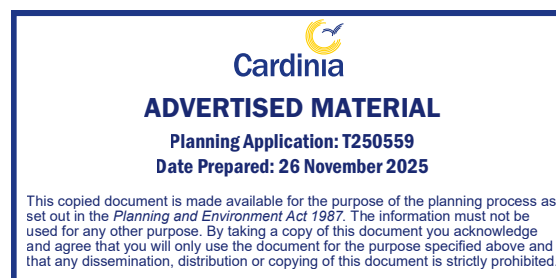 Cardinia
ADVERTISED MATERIAL
Planning Application: T250559
Date Prepared: 26 November 2025
This copied document is made available for the purpose of the planning process as
set out in the Planning and Environment Act 1987. The information must not be
used for any other purpose. By taking a copy of this document you acknowledge
and agree that you will only use the document for the purpose specified above and
that any dissemination, distribution or copying of this document is strictly prohibited